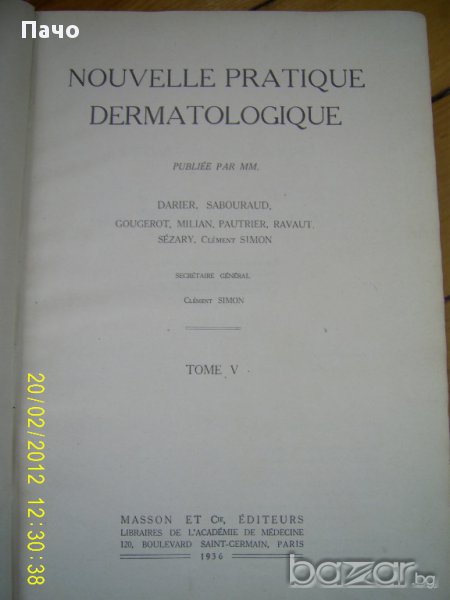 Пачо
NOUVELLE PRATIQUE
DERMATOLOGIQUE
PUBLIÉE PAR MM.
DARIER, SABOURAUD,
GOUGEROT, MILIAN, PAUTRIER, RAVAUT,
SÉZARY, CLÉMENT SIMON
SECRÉTAIRE GÉNÉRAL
CLÉMENT SIMON
TOME V
MASSON ET CIE, ÉDITEURS
LIBRAIRES DE L'ACADÉMIE DE MÉDECINE
120, BOULEVARD SAINT-GERMAIN, PARIS
1936
20/02/2012 12:30:38
bazar.bg